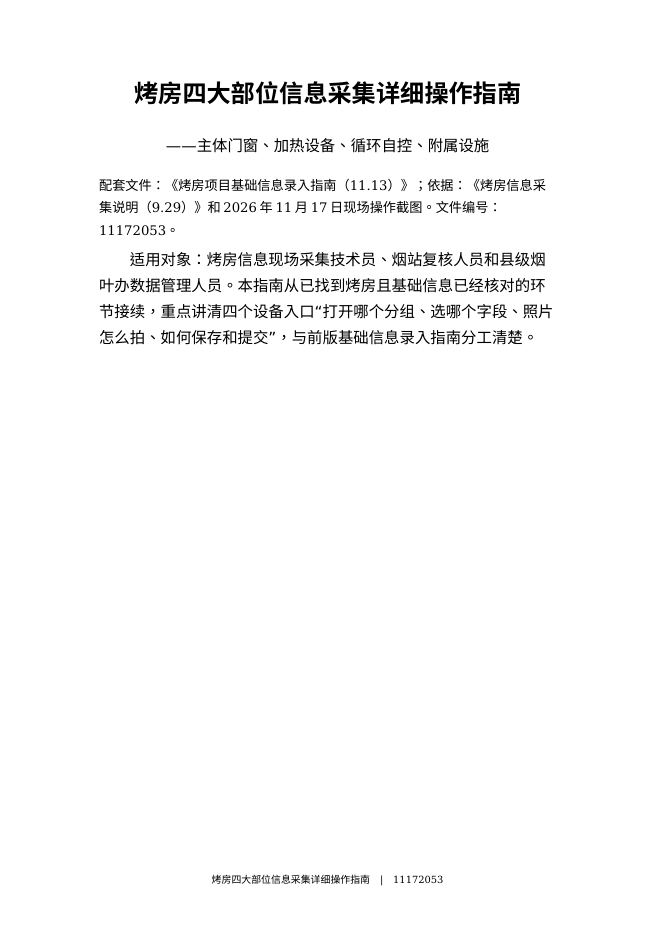 烤房四大部位信息采集详细操作指南
——主体门窗、加热设备、循环自控、附属设施
配套文件：《烤房项目基础信息录入指南（11.13）》；依据：《烤房信息采
集说明（9.29）》和 2026 年 11 月 17 日现场操作截图。文件编号：
11172053。
适用对象：烤房信息现场采集技术员、烟站复核人员和县级烟
叶办数据管理人员。本指南从已找到烤房且基础信息已经核对的环
节接续，重点讲清四个设备入口“打开哪个分组、选哪个字段、照片
怎么拍、如何保存和提交”，与前版基础信息录入指南分工清楚。
烤房四大部位信息采集详细操作指南 | 11172053